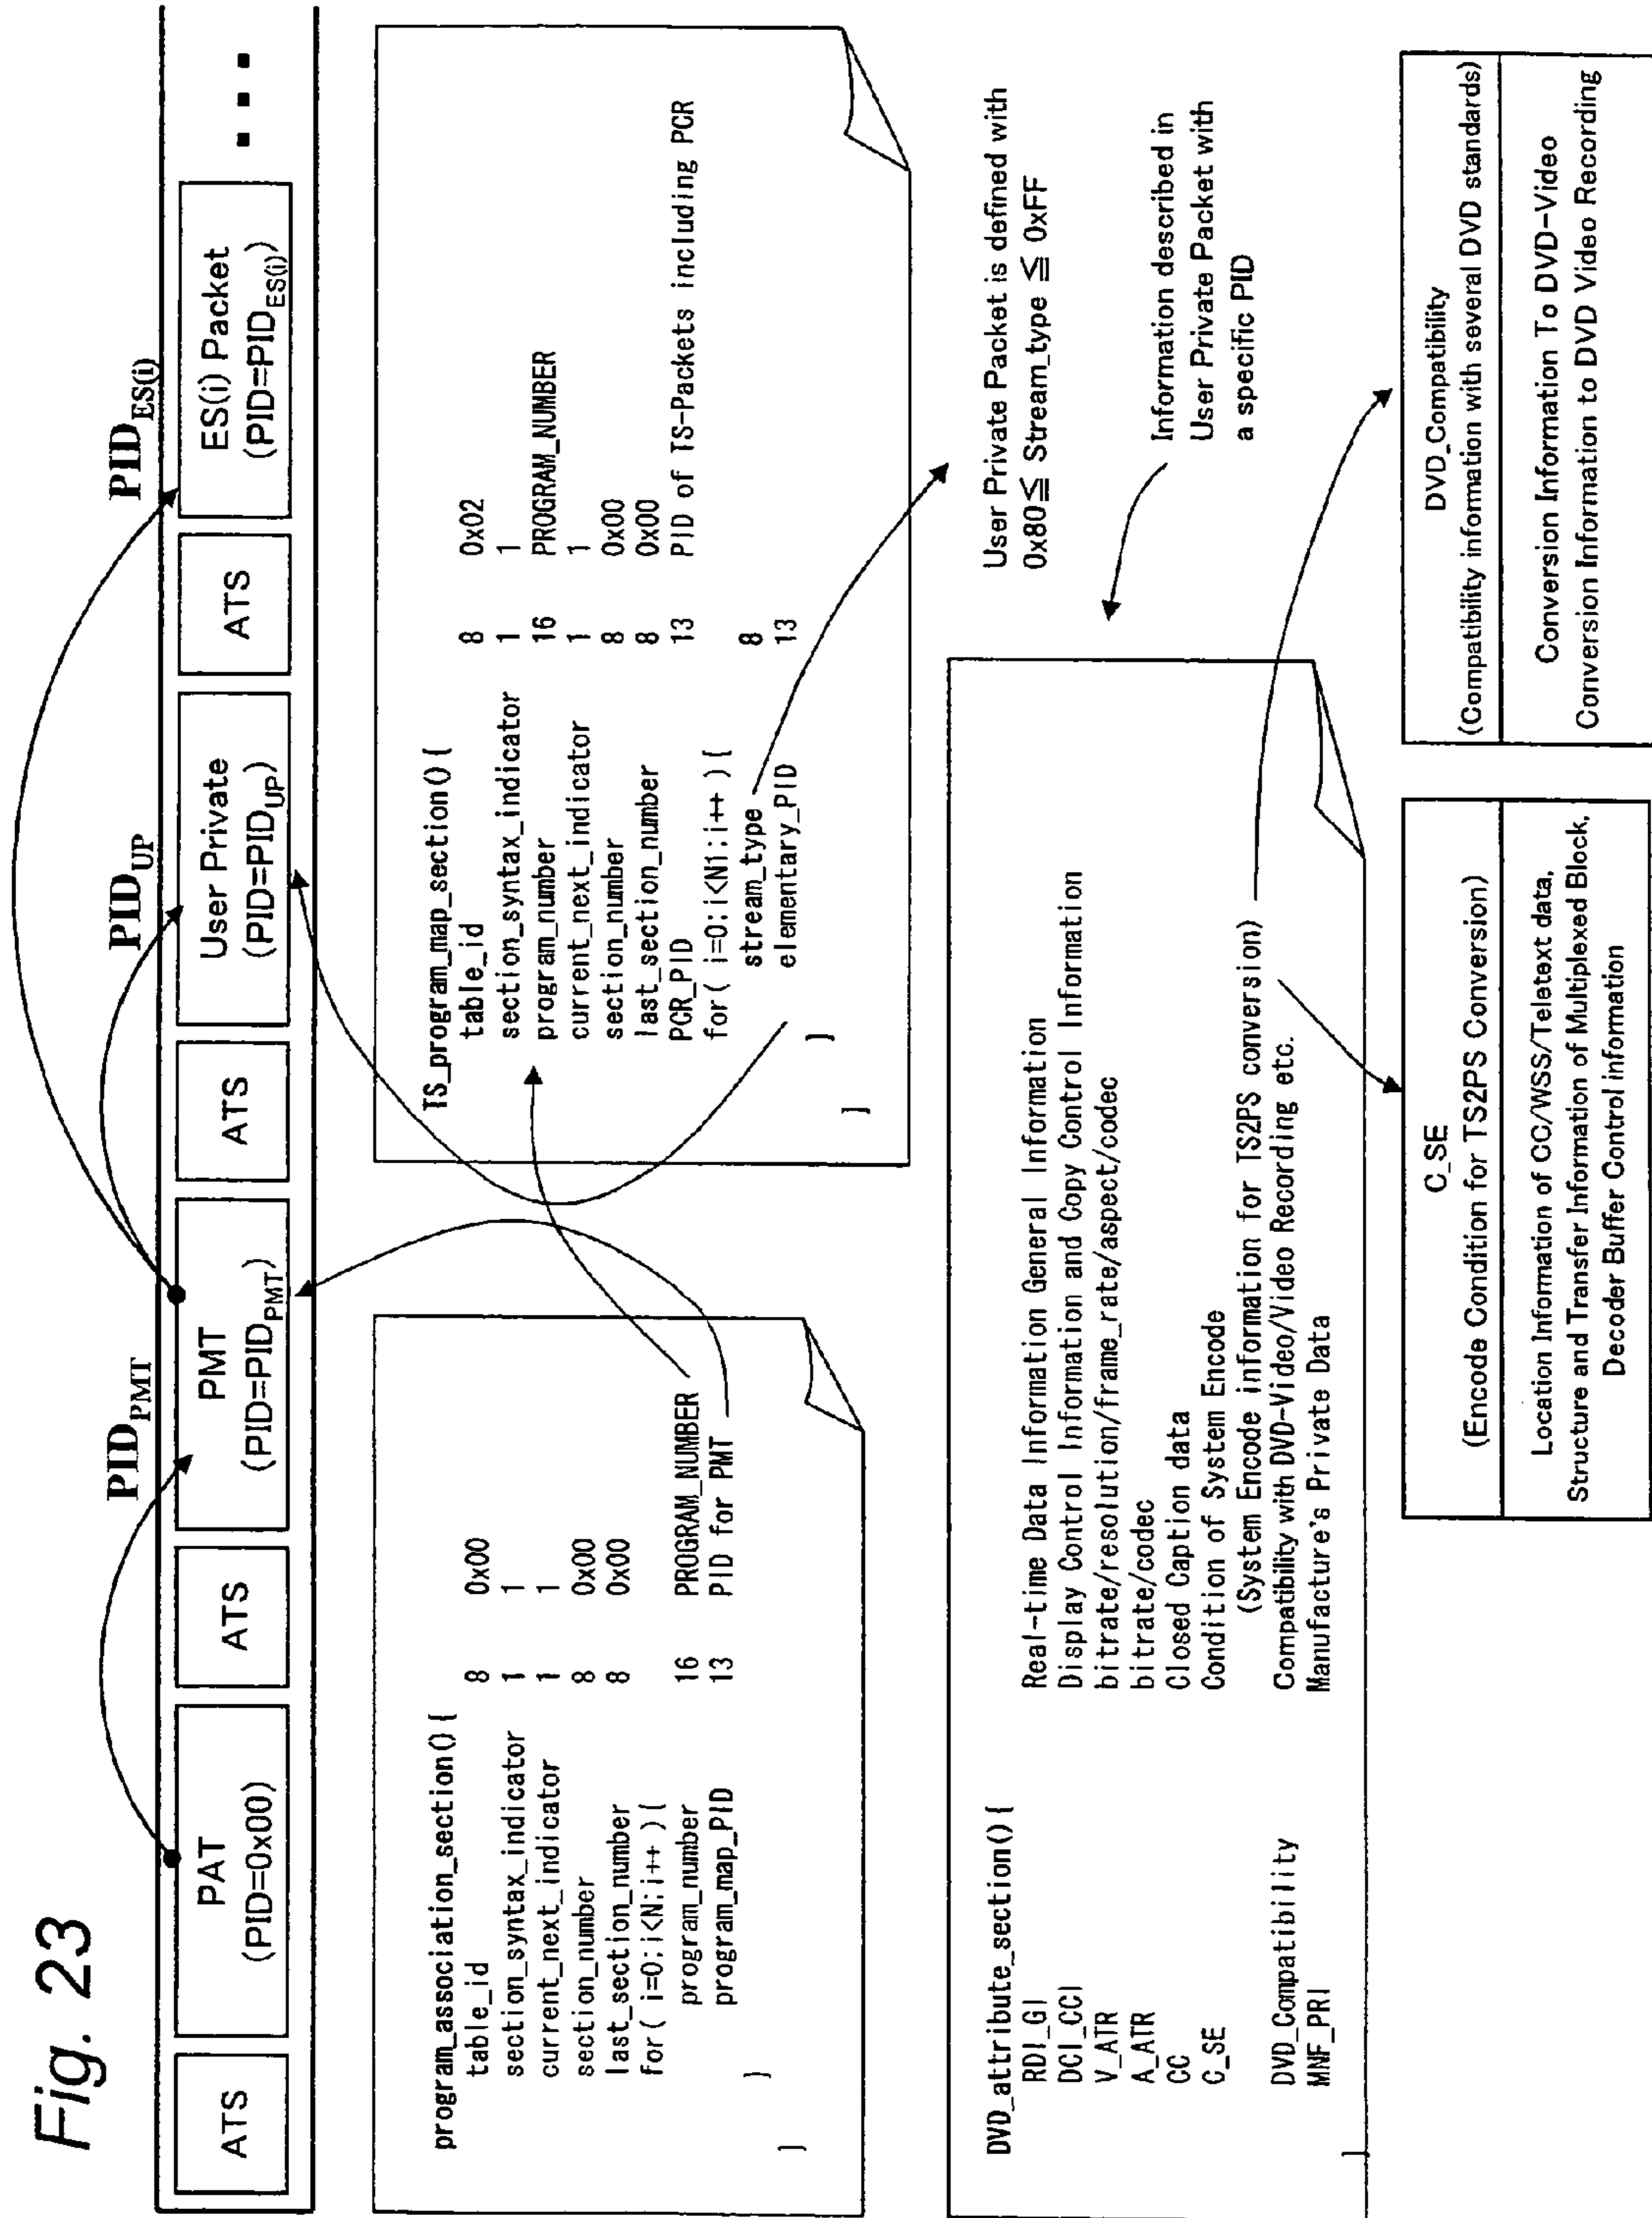 Fig. 23
PID_PMT
PID_UP
PID_ES(i)
ATS
PAT
(PID=0x00)
ATS
PMT
(PID=PID_PMT)
ATS
User Private
(PID=PID_UP)
ATS
ES(i) Packet
(PID=PID_ES(i))
▪ ▪ ▪
program_association_section(){
table_id 8 0x00
section_syntax_indicator 1 1
current_next_indicator 1 1
section_number 8 0x00
last_section_number 8 0x00
for( i=0;i<N;i++ ){
program_number 16 PROGRAM_NUMBER
program_map_PID 13 PID for PMT
}
}
TS_program_map_section(){
table_id 8 0x02
section_syntax_indicator 1 1
program_number 16 PROGRAM_NUMBER
current_next_indicator 1 1
section_number 8 0x00
last_section_number 8 0x00
PCR_PID 13 PID of TS-Packets including PCR
for( i=0;i<N1;i++ ){
stream_type 8
elementary_PID 13
}
}
User Private Packet is defined with
0x80≦ Stream_type ≦ 0xFF
Information described in
User Private Packet with
a specific PID
DVD_attribute_section(){
RDI_GI Real-time Data Information General Information
DCI_CCI Display Control Information and Copy Control Information
V_ATR bitrate/resolution/frame_rate/aspect/codec
A_ATR bitrate/codec
CC Closed Caption data
C_SE Condition of System Encode
(System Encode information for TS2PS conversion)
DVD_Compatibility Compatibility with DVD-Video/Video Recording etc.
MNF_PRI Manufacture's Private Data
}
C_SE
(Encode Condition for TS2PS Conversion)
Location Information of CC/WSS/Teletext data,
Structure and Transfer Information of Multiplexed Block,
Decoder Buffer Control information
DVD_Compatibility
(Compatibility information with several DVD standards)
Conversion Information To DVD-Video
Conversion Information to DVD Video Recording